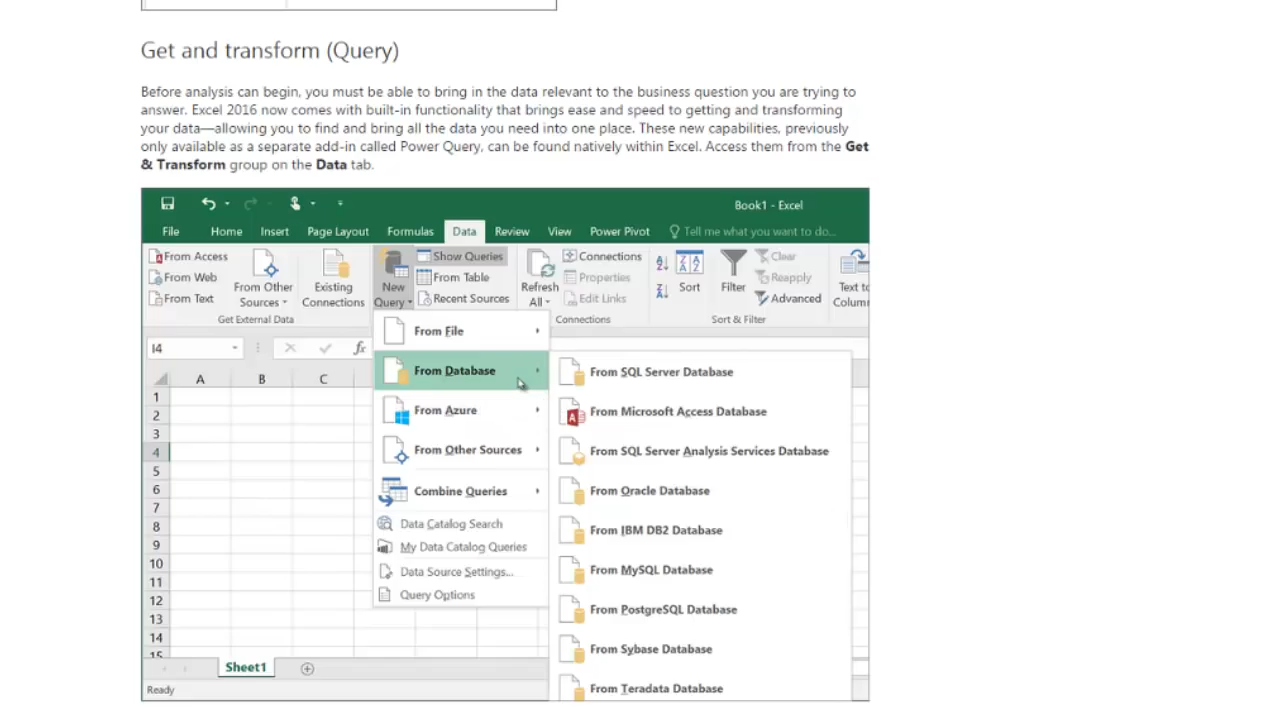 Get and transform (Query)
Before analysis can begin, you must be able to bring in the data relevant to the business question you are trying to
answer. Excel 2016 now comes with built-in functionality that brings ease and speed to getting and transforming
your data—allowing you to find and bring all the data you need into one place. These new capabilities, previously
only available as a separate add-in called Power Query, can be found natively within Excel. Access them from the Get
& Transform group on the Data tab.
Book1 - Excel
File Home Insert Page Layout Formulas Data Review View Power Pivot Tell me what you want to do...
From Access
From Web
From Text
From Other
Sources
Existing
Connections
Get External Data
New
Query
Show Queries
From Table
Recent Sources
Refresh
All
Connections
Properties
Edit Links
Connections
Sort
Filter
Clear
Reapply
Advanced
Sort & Filter
Text to
Colum
I4
fx
A B C
1
2
3
4
5
6
7
8
9
10
11
12
13
14
15
From File
From Database
From Azure
From Other Sources
Combine Queries
Data Catalog Search
My Data Catalog Queries
Data Source Settings...
Query Options
From SQL Server Database
From Microsoft Access Database
From SQL Server Analysis Services Database
From Oracle Database
From IBM DB2 Database
From MySQL Database
From PostgreSQL Database
From Sybase Database
From Teradata Database
Sheet1
Ready